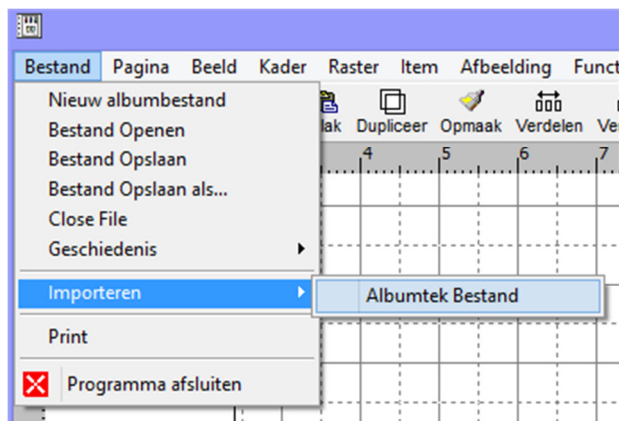 Bestand Pagina Beeld Kader Raster Item Afbeelding
Nieuw albumbestand
Bestand Openen
Bestand Opslaan
Bestand Opslaan als...
Close File
Geschiedenis
Importeren
Albumtek Bestand
Print
Programma afsluiten
Dupliceer Opmaak Verdelen
4 5 6 7